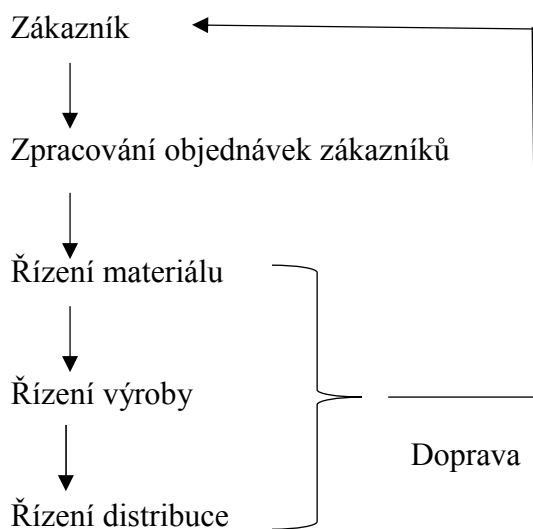 Zákazník
Zpracování objednávek zákazníků
Řízení materiálu
Řízení výroby
Doprava
Řízení distribuce